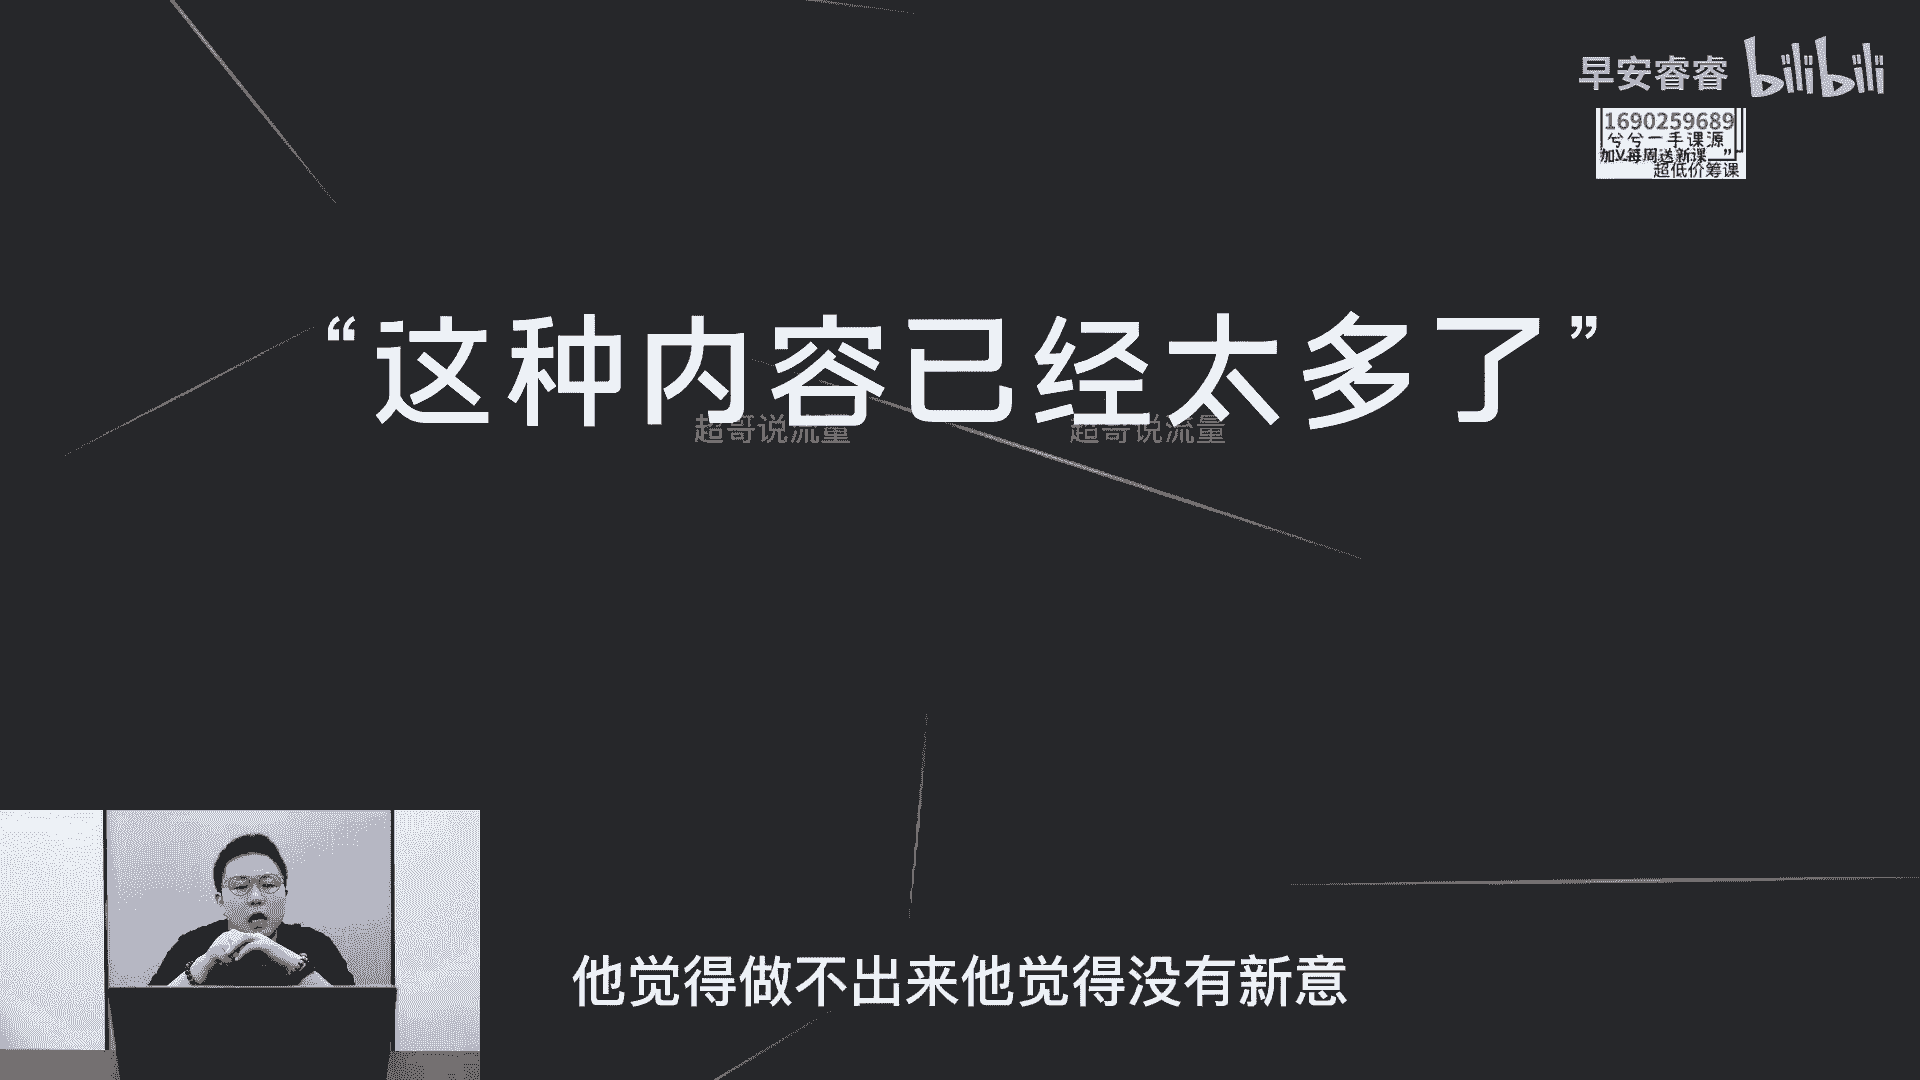 早安睿睿 bilibili
1690259689
兮兮一手课源
加V每周送新课
超低价筹课
“这种内容已经太多了”
超哥说流量 超哥说流量
他觉得做不出来他觉得没有新意